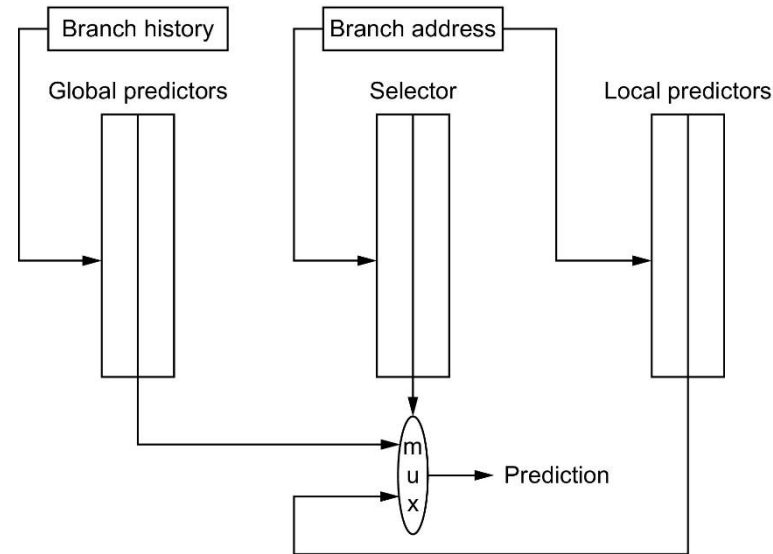 Branch history
Branch address
Global predictors
Selector
Local predictors
m
u
x
Prediction